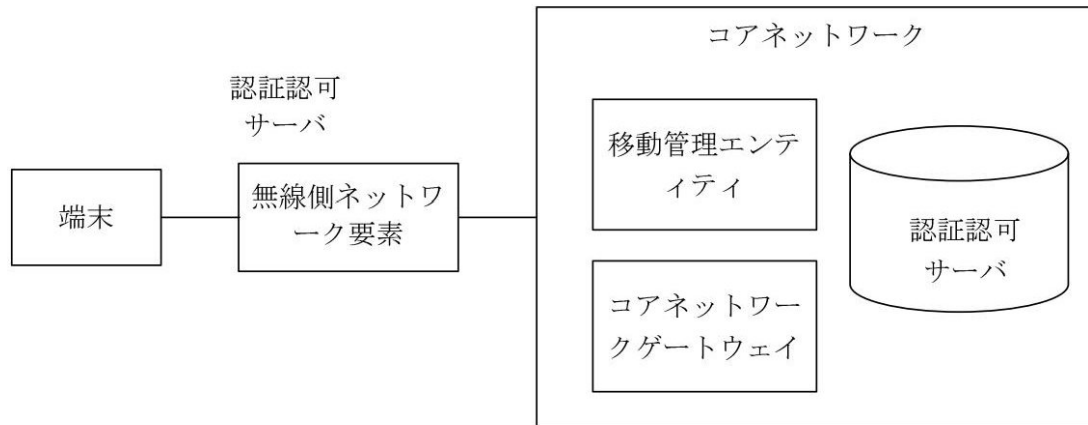 コアネットワーク
認証認可
サーバ
端末
無線側ネットワ
ーク要素
移動管理エンテ
ィティ
コアネットワー
クゲートウェイ
認証認可
サーバ